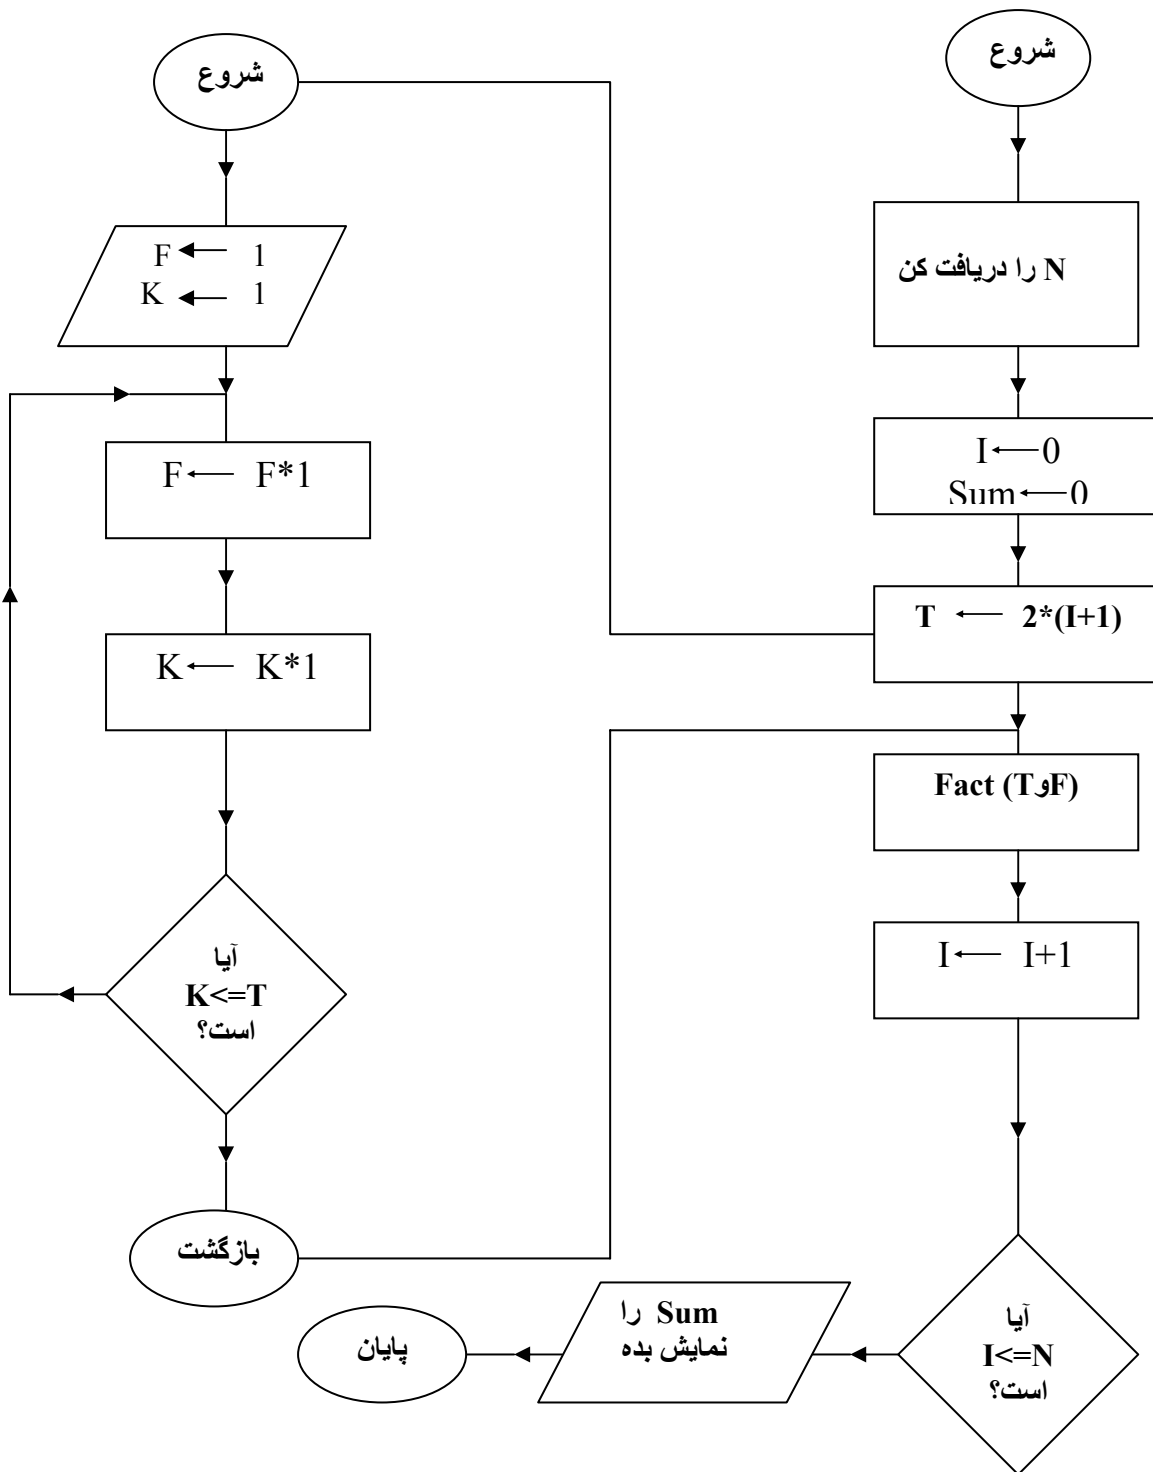 شروع
N را دریافت کن
I ← 0
Sum ← 0
T ← 2*(I+1)
Fact (T و F)
I ← I+1
آیا
I<=N
است؟
Sum را
نمایش بده
پایان
شروع
F ← 1
K ← 1
F ← F*1
K ← K*1
آیا
K<=T
است؟
بازگشت